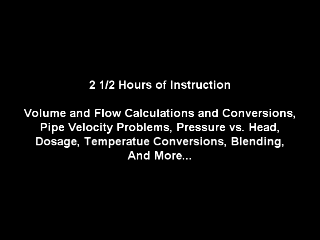 2 1/2 Hours of Instruction
Volume and Flow Calculations and Conversions,
Pipe Velocity Problems, Pressure vs. Head,
Dosage, Temperatue Conversions, Blending,
And More...